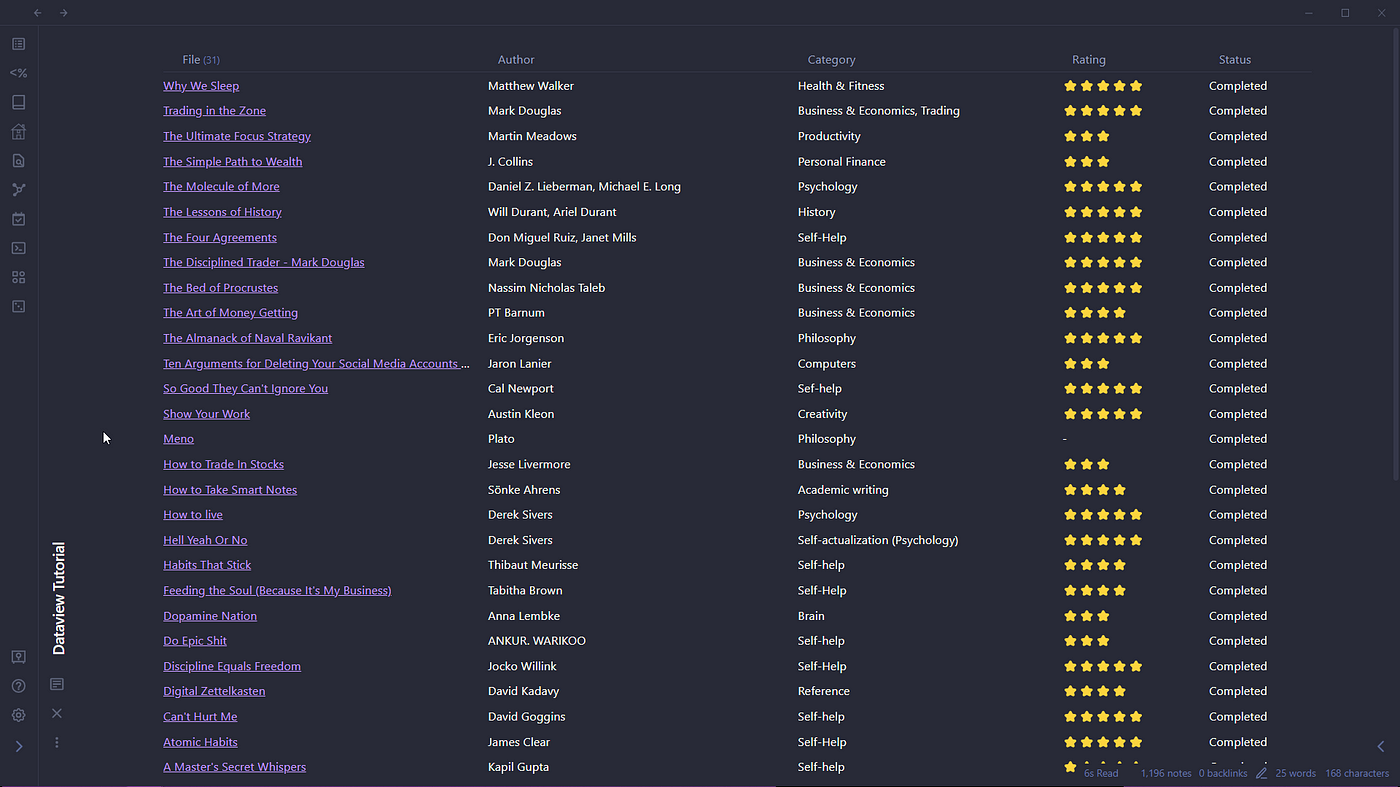 File (31) Author Category Rating Status
Why We Sleep Matthew Walker Health & Fitness ⭐⭐⭐⭐⭐ Completed
Trading in the Zone Mark Douglas Business & Economics, Trading ⭐⭐⭐⭐⭐ Completed
The Ultimate Focus Strategy Martin Meadows Productivity ⭐⭐⭐ Completed
The Simple Path to Wealth J. Collins Personal Finance ⭐⭐⭐ Completed
The Molecule of More Daniel Z. Lieberman, Michael E. Long Psychology ⭐⭐⭐⭐⭐ Completed
The Lessons of History Will Durant, Ariel Durant History ⭐⭐⭐⭐⭐ Completed
The Four Agreements Don Miguel Ruiz, Janet Mills Self-Help ⭐⭐⭐⭐⭐ Completed
The Disciplined Trader - Mark Douglas Mark Douglas Business & Economics ⭐⭐⭐⭐⭐ Completed
The Bed of Procrustes Nassim Nicholas Taleb Business & Economics ⭐⭐⭐⭐⭐ Completed
The Art of Money Getting PT Barnum Business & Economics ⭐⭐⭐⭐ Completed
The Almanack of Naval Ravikant Eric Jorgenson Philosophy ⭐⭐⭐⭐⭐ Completed
Ten Arguments for Deleting Your Social Media Accounts ... Jaron Lanier Computers ⭐⭐⭐ Completed
So Good They Can't Ignore You Cal Newport Sef-help ⭐⭐⭐⭐⭐ Completed
Show Your Work Austin Kleon Creativity ⭐⭐⭐⭐⭐ Completed
Meno Plato Philosophy - Completed
How to Trade In Stocks Jesse Livermore Business & Economics ⭐⭐⭐ Completed
How to Take Smart Notes Sönke Ahrens Academic writing ⭐⭐⭐⭐ Completed
How to live Derek Sivers Psychology ⭐⭐⭐⭐⭐ Completed
Hell Yeah Or No Derek Sivers Self-actualization (Psychology) ⭐⭐⭐⭐⭐ Completed
Habits That Stick Thibaut Meurisse Self-help ⭐⭐⭐⭐ Completed
Feeding the Soul (Because It's My Business) Tabitha Brown Self-Help ⭐⭐⭐⭐ Completed
Dopamine Nation Anna Lembke Brain ⭐⭐⭐ Completed
Do Epic Shit ANKUR. WARIKOO Self-help ⭐⭐⭐ Completed
Discipline Equals Freedom Jocko Willink Self-Help ⭐⭐⭐⭐⭐ Completed
Digital Zettelkasten David Kadavy Reference ⭐⭐⭐⭐ Completed
Can't Hurt Me David Goggins Self-help ⭐⭐⭐⭐⭐ Completed
Atomic Habits James Clear Self-Help ⭐⭐⭐⭐⭐ Completed
A Master's Secret Whispers Kapil Gupta Self-help
Dataview Tutorial
6s Read 1,196 notes 0 backlinks 25 words 168 characters